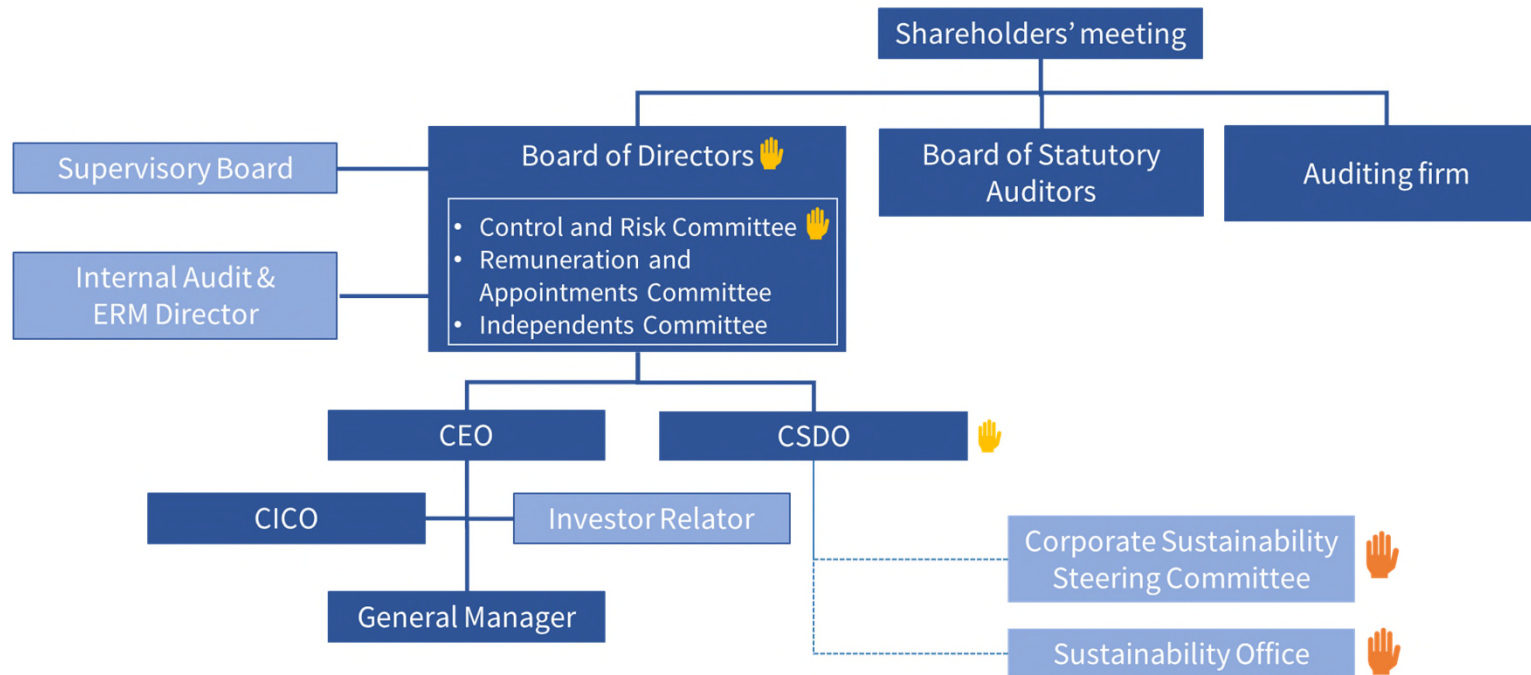 Shareholders’ meeting
Supervisory Board
Board of Directors
Board of Statutory
Auditors
Auditing firm
• Control and Risk Committee
• Remuneration and
Appointments Committee
• Independents Committee
Internal Audit &
ERM Director
CEO
CSDO
CICO
Investor Relator
General Manager
Corporate Sustainability
Steering Committee
Sustainability Office